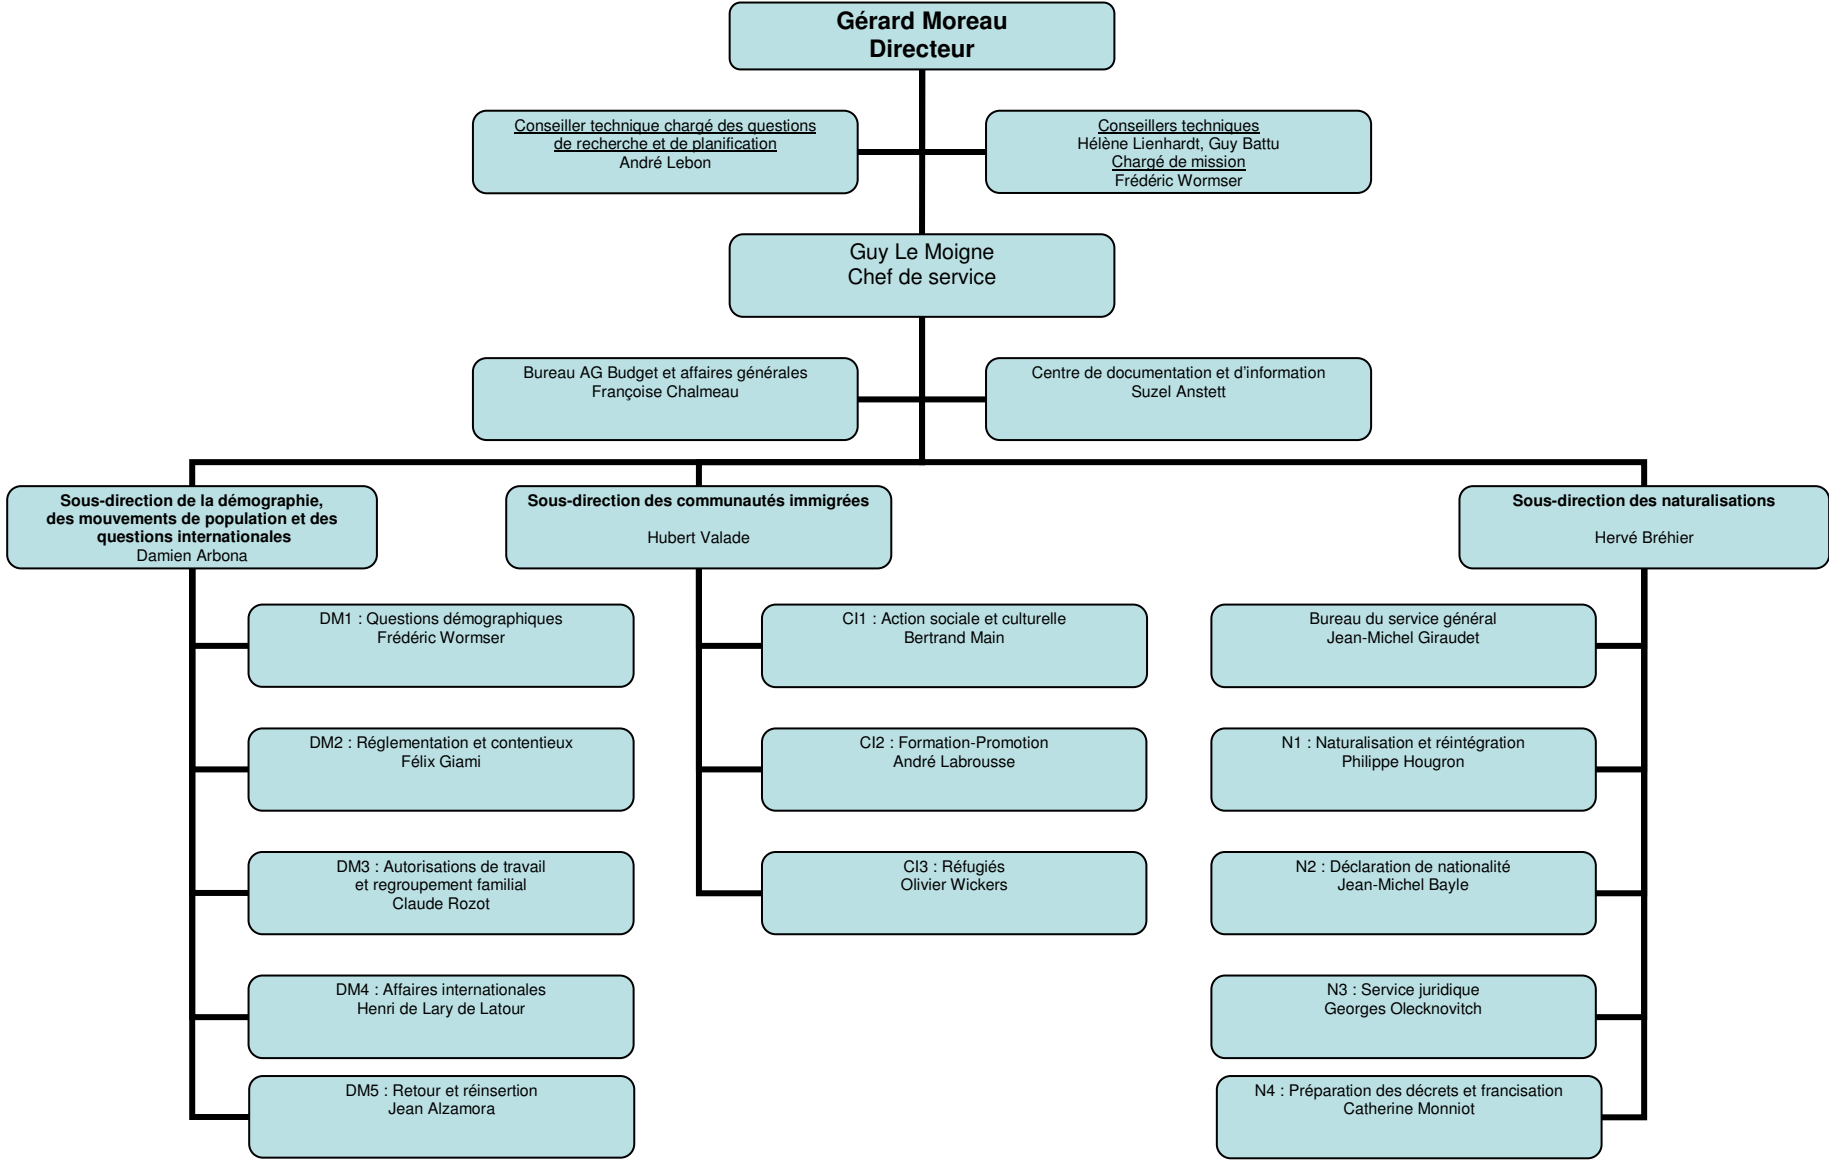 Gérard Moreau
Directeur
Conseiller technique chargé des questions
de recherche et de planification
André Lebon
Conseillers techniques
Hélène Lienhardt, Guy Battu
Chargé de mission
Frédéric Wormser
Guy Le Moigne
Chef de service
Bureau AG Budget et affaires générales
Françoise Chalmeau
Centre de documentation et d'information
Suzel Anstett
Sous-direction de la démographie,
des mouvements de population et des
questions internationales
Damien Arbona
Sous-direction des communautés immigrées
Hubert Valade
Sous-direction des naturalisations
Hervé Bréhier
DM1 : Questions démographiques
Frédéric Wormser
CI1 : Action sociale et culturelle
Bertrand Main
Bureau du service général
Jean-Michel Giraudet
DM2 : Réglementation et contentieux
Félix Giami
CI2 : Formation-Promotion
André Labrousse
N1 : Naturalisation et réintégration
Philippe Hougron
DM3 : Autorisations de travail
et regroupement familial
Claude Rozot
CI3 : Réfugiés
Olivier Wickers
N2 : Déclaration de nationalité
Jean-Michel Bayle
DM4 : Affaires internationales
Henri de Lary de Latour
N3 : Service juridique
Georges Olecknovitch
DM5 : Retour et réinsertion
Jean Alzamora
N4 : Préparation des décrets et francisation
Catherine Monniot